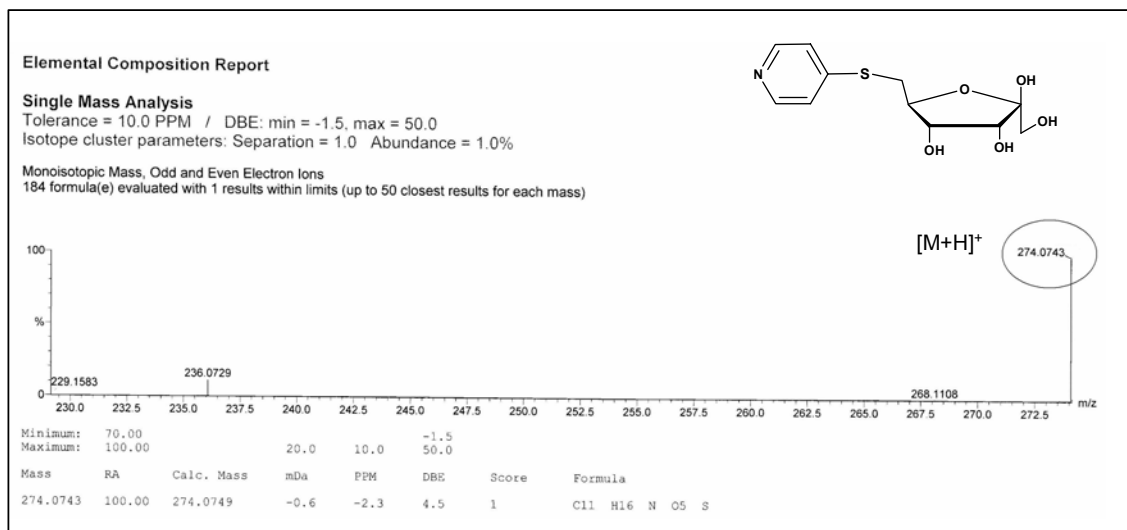 Elemental Composition Report
Single Mass Analysis
Tolerance = 10.0 PPM / DBE: min = -1.5, max = 50.0
Isotope cluster parameters: Separation = 1.0 Abundance = 1.0%
Monoisotopic Mass, Odd and Even Electron Ions
184 formula(e) evaluated with 1 results within limits (up to 50 closest results for each mass)
N
S
O
OH
OH
OH
OH
[M+H]+
274.0743
100
%
0
229.1583
236.0729
268.1108
230.0 232.5 235.0 237.5 240.0 242.5 245.0 247.5 250.0 252.5 255.0 257.5 260.0 262.5 265.0 267.5 270.0 272.5 m/z
Minimum: 70.00 -1.5
Maximum: 100.00 20.0 10.0 50.0
Mass RA Calc. Mass mDa PPM DBE Score Formula
274.0743 100.00 274.0749 -0.6 -2.3 4.5 1 C11 H16 N O5 S